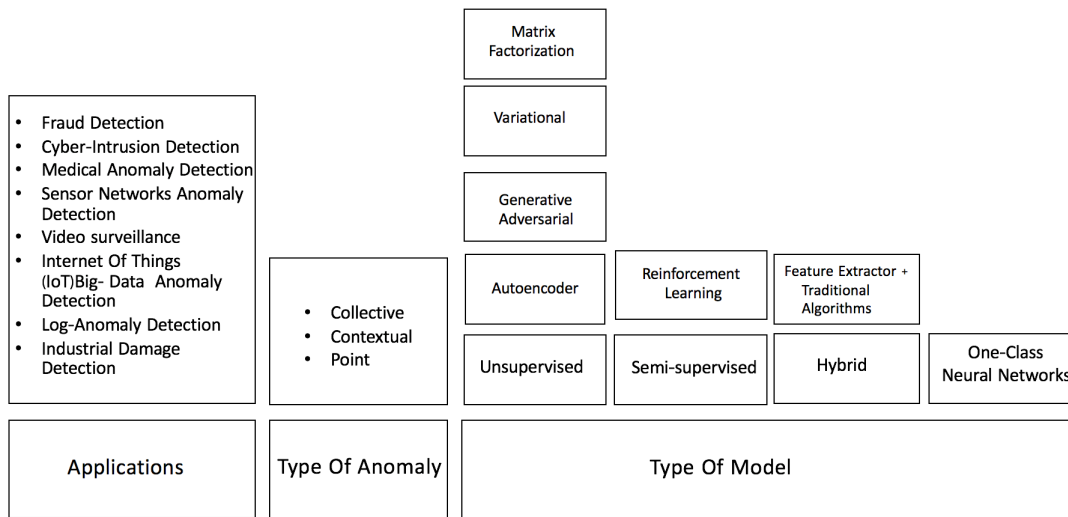 • Fraud Detection
• Cyber-Intrusion Detection
• Medical Anomaly Detection
• Sensor Networks Anomaly
Detection
• Video surveillance
• Internet Of Things
(IoT)Big- Data Anomaly
Detection
• Log-Anomaly Detection
• Industrial Damage
Detection
Applications
• Collective
• Contextual
• Point
Type Of Anomaly
Matrix
Factorization
Variational
Generative
Adversarial
Autoencoder
Unsupervised
Reinforcement
Learning
Semi-supervised
Feature Extractor +
Traditional
Algorithms
Hybrid
One-Class
Neural Networks
Type Of Model